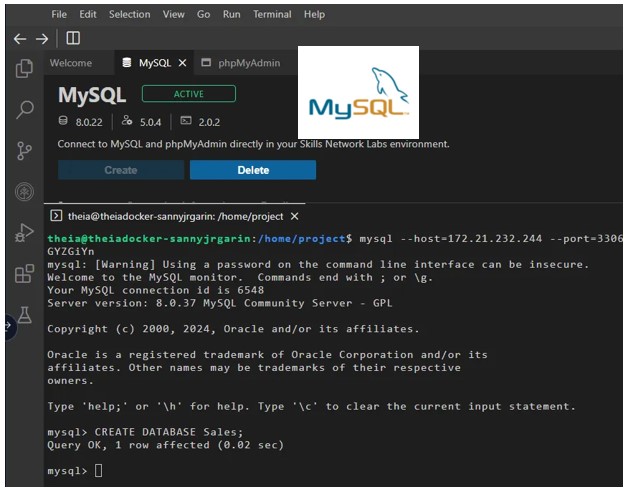 File Edit Selection View Go Run Terminal Help
Welcome MySQL phpMyAdmin
MySQL ACTIVE
MySQL™
8.0.22 5.0.4 2.0.2
Connect to MySQL and phpMyAdmin directly in your Skills Network Labs environment.
Create Delete
theia@theiadocker-sannyjrgarin: /home/project
theia@theiadocker-sannyjrgarin:/home/project$ mysql --host=172.21.232.244 --port=3306
GYZGiYn
mysql: [Warning] Using a password on the command line interface can be insecure.
Welcome to the MySQL monitor. Commands end with ; or \g.
Your MySQL connection id is 6548
Server version: 8.0.37 MySQL Community Server - GPL
Copyright (c) 2000, 2024, Oracle and/or its affiliates.
Oracle is a registered trademark of Oracle Corporation and/or its
affiliates. Other names may be trademarks of their respective
owners.
Type 'help;' or '\h' for help. Type '\c' to clear the current input statement.
mysql> CREATE DATABASE Sales;
Query OK, 1 row affected (0.02 sec)
mysql>